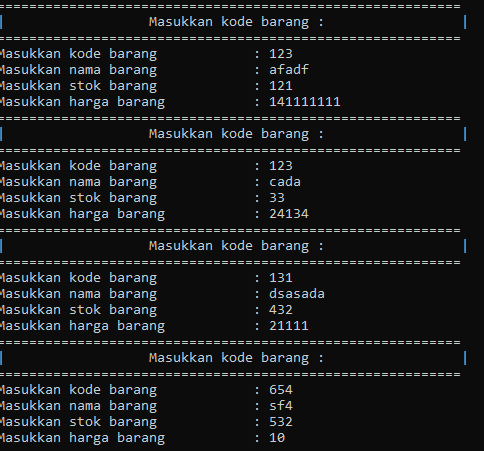 =======================================================
| Masukkan kode barang : |
=======================================================
Masukkan kode barang : 123
Masukkan nama barang : afadf
Masukkan stok barang : 121
Masukkan harga barang : 141111111
=======================================================
| Masukkan kode barang : |
=======================================================
Masukkan kode barang : 123
Masukkan nama barang : cada
Masukkan stok barang : 33
Masukkan harga barang : 24134
=======================================================
| Masukkan kode barang : |
=======================================================
Masukkan kode barang : 131
Masukkan nama barang : dsasada
Masukkan stok barang : 432
Masukkan harga barang : 21111
=======================================================
| Masukkan kode barang : |
=======================================================
Masukkan kode barang : 654
Masukkan nama barang : sf4
Masukkan stok barang : 532
Masukkan harga barang : 10